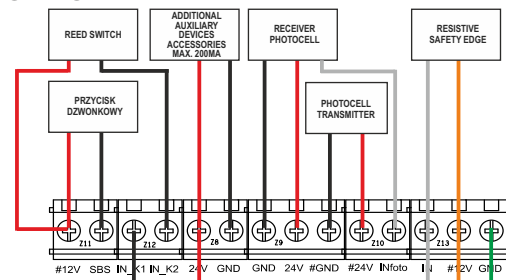 REED SWITCH
ADDITIONAL
AUXILIARY
DEVICES
ACCESSORIES
MAX. 200MA
RECEIVER
PHOTOCELL
RESISTIVE
SAFETY EDGE
PRZYCISK
DZWONKOWY
PHOTOCELL
TRANSMITTER
Z11 Z12 Z8 Z9 Z10 Z13
#12V SBS IN_K1 IN_K2 24V GND GND 24V #GND #24V INfoto IN #12V GND